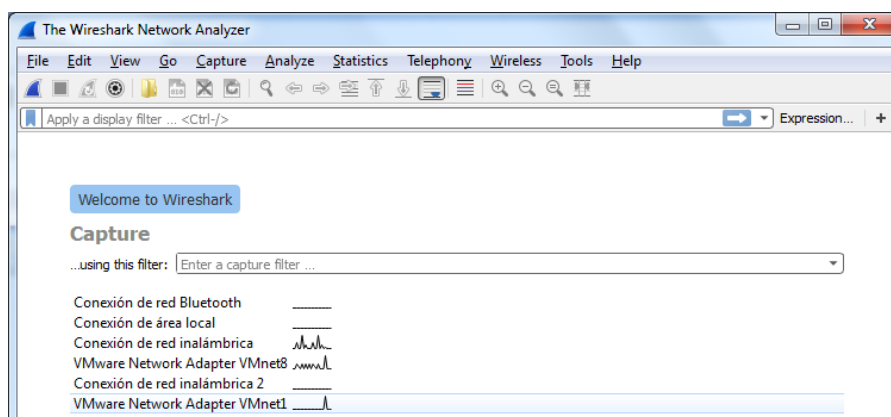 The Wireshark Network Analyzer
File Edit View Go Capture Analyze Statistics Telephony Wireless Tools Help
Apply a display filter ... <Ctrl-/> Expression... +
Welcome to Wireshark
Capture
...using this filter: Enter a capture filter ...
Conexión de red Bluetooth
Conexión de área local
Conexión de red inalámbrica
VMware Network Adapter VMnet8
Conexión de red inalámbrica 2
VMware Network Adapter VMnet1